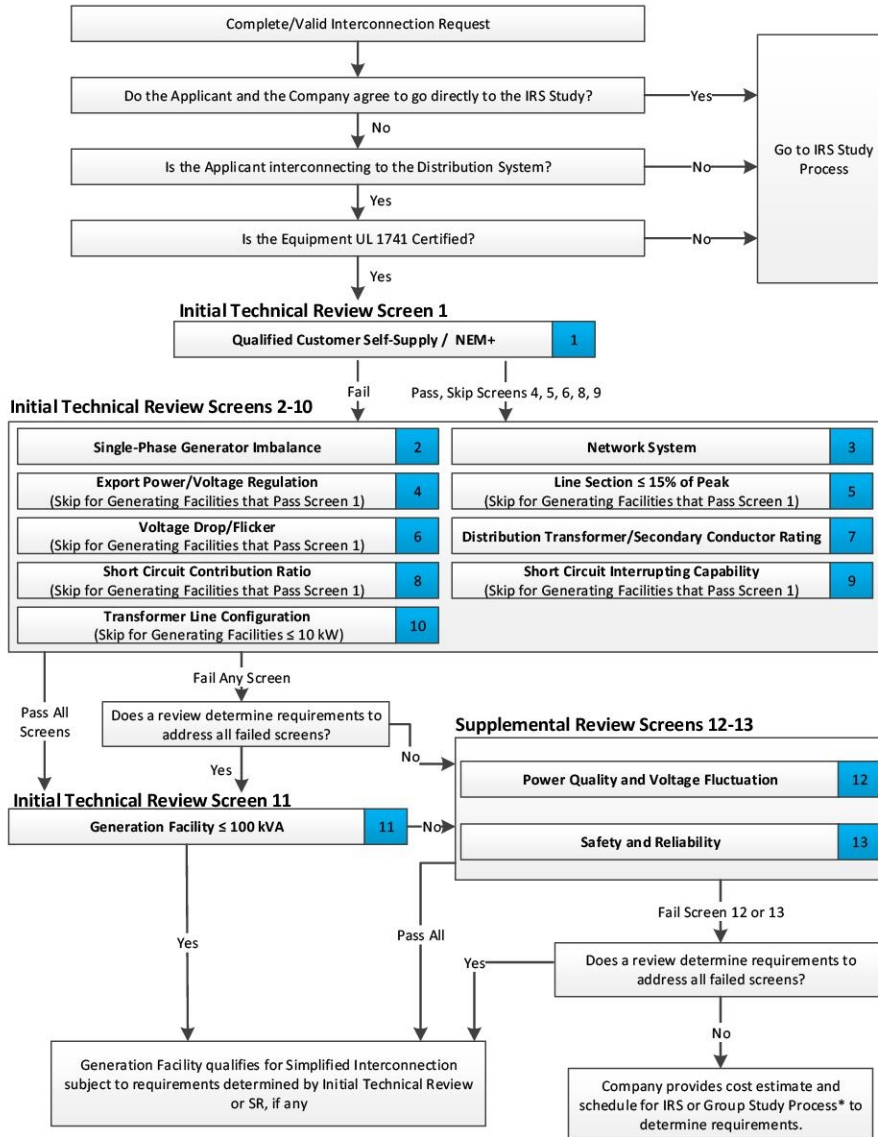 Complete/Valid Interconnection Request
Do the Applicant and the Company agree to go directly to the IRS Study?
Yes
No
Go to IRS Study
Process
Is the Applicant interconnecting to the Distribution System?
No
Yes
Is the Equipment UL 1741 Certified?
No
Yes
Initial Technical Review Screen 1
Qualified Customer Self-Supply / NEM+
1
Fail
Pass, Skip Screens 4, 5, 6, 8, 9
Initial Technical Review Screens 2-10
Single-Phase Generator Imbalance
2
Network System
3
Export Power/Voltage Regulation
(Skip for Generating Facilities that Pass Screen 1)
4
Line Section ≤ 15% of Peak
(Skip for Generating Facilities that Pass Screen 1)
5
Voltage Drop/Flicker
(Skip for Generating Facilities that Pass Screen 1)
6
Distribution Transformer/Secondary Conductor Rating
7
Short Circuit Contribution Ratio
(Skip for Generating Facilities that Pass Screen 1)
8
Short Circuit Interrupting Capability
(Skip for Generating Facilities that Pass Screen 1)
9
Transformer Line Configuration
(Skip for Generating Facilities ≤ 10 kW)
10
Fail Any Screen
Pass All
Screens
Does a review determine requirements to
address all failed screens?
No
Yes
Supplemental Review Screens 12-13
Power Quality and Voltage Fluctuation
12
Safety and Reliability
13
Initial Technical Review Screen 11
Generation Facility ≤ 100 kVA
11
No
Yes
Pass All
Fail Screen 12 or 13
Yes
Does a review determine requirements to
address all failed screens?
No
Generation Facility qualifies for Simplified Interconnection
subject to requirements determined by Initial Technical Review
or SR, if any
Company provides cost estimate and
schedule for IRS or Group Study Process* to
determine requirements.